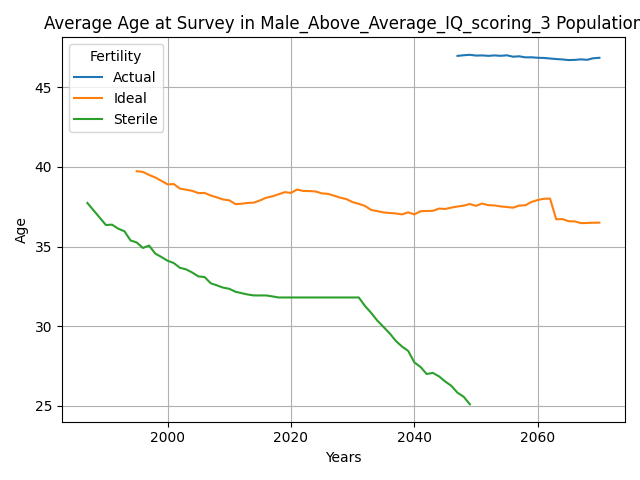 Average Age at Survey in Male_Above_Average_IQ_scoring_3 Population
Fertility
Actual
Ideal
Sterile
Age
45
40
35
30
25
2000
2020
2040
2060
Years